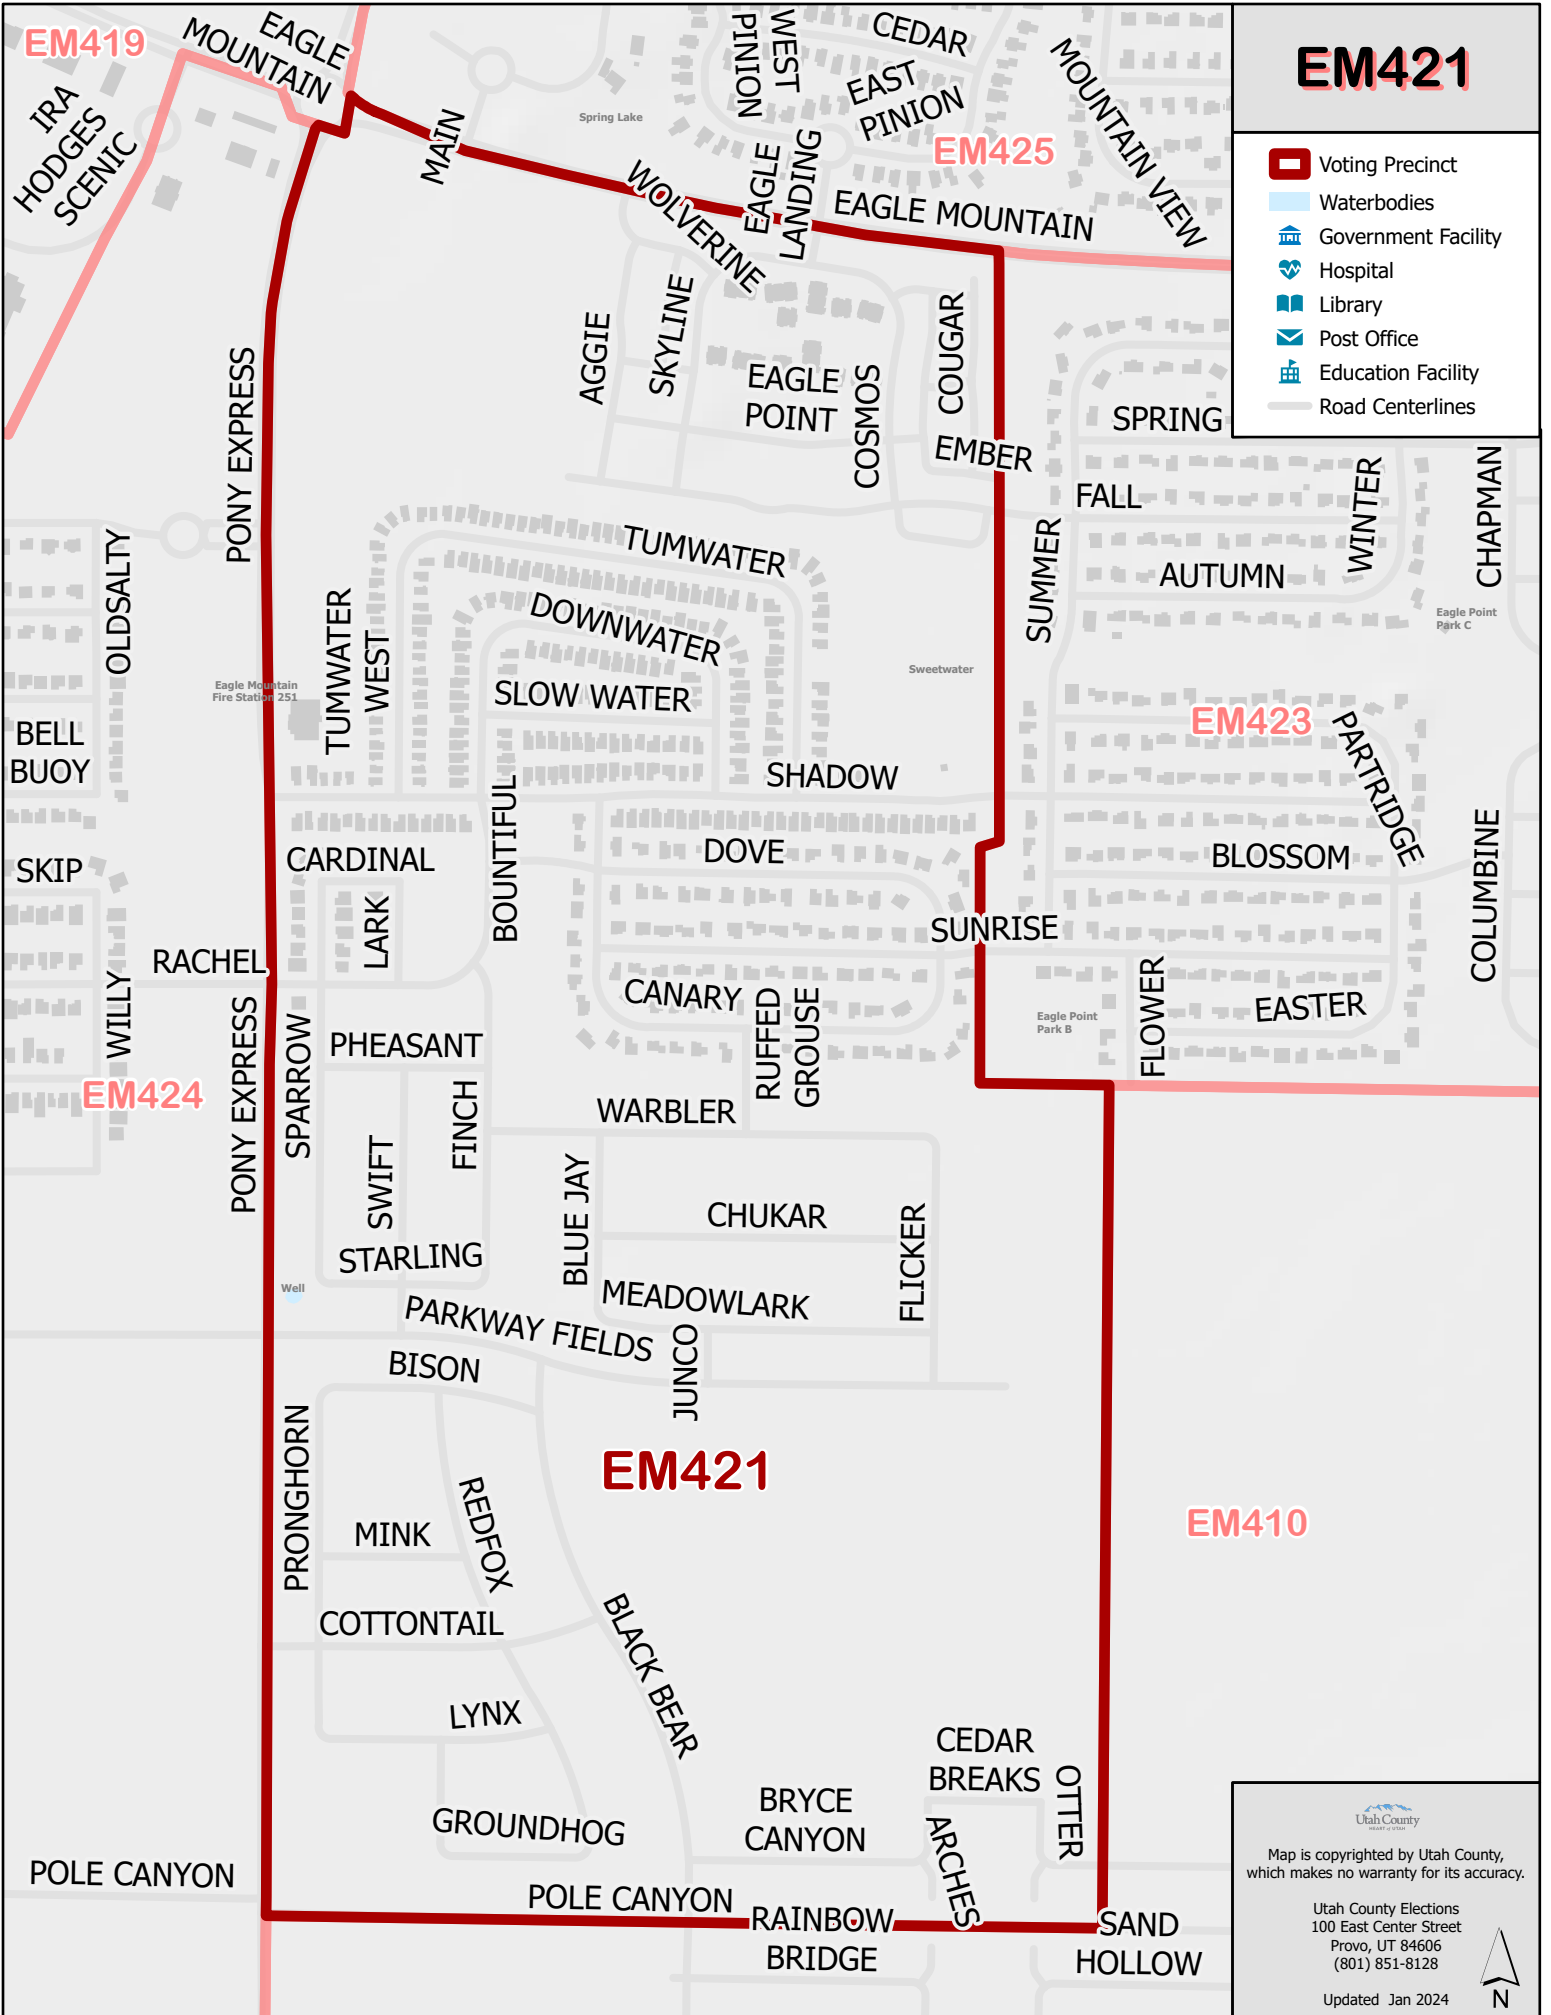 EM421
Voting Precinct
Waterbodies
Government Facility
Hospital
Library
Post Office
Education Facility
Road Centerlines
EM419
EAGLE
MOUNTAIN
IRA
HODGES
SCENIC
MAIN
Spring Lake
WEST
PINION
CEDAR
EAST
PINION
MOUNTAIN VIEW
EM425
EAGLE
LANDING
WOLVERINE
EAGLE MOUNTAIN
AGGIE
SKYLINE
EAGLE
POINT
COSMOS
COUGAR
EMBER
SPRING
FALL
WINTER
CHAPMAN
SUMMER
AUTUMN
Eagle Point
Park C
PONY EXPRESS
OLDSALTY
TUMWATER
DOWNWATER
TUMWATER
WEST
SLOW WATER
Sweetwater
Eagle Mountain
Fire Station 251
EM423
PARTRIDGE
BELL
BUOY
SHADOW
BOUNTIFUL
CARDINAL
DOVE
BLOSSOM
COLUMBINE
SKIP
LARK
SUNRISE
RACHEL
WILLY
CANARY
RUFFED
GROUSE
Eagle Point
Park B
FLOWER
EASTER
PONY EXPRESS
SPARROW
PHEASANT
EM424
FINCH
WARBLER
SWIFT
BLUE JAY
CHUKAR
FLICKER
STARLING
Well
MEADOWLARK
PARKWAY FIELDS
JUNCO
BISON
PRONGHORN
EM421
REDFOX
MINK
EM410
COTTONTAIL
BLACK BEAR
LYNX
CEDAR
BREAKS
OTTER
GROUNDHOG
BRYCE
CANYON
ARCHES
POLE CANYON
POLE CANYON
RAINBOW
BRIDGE
SAND
HOLLOW
Utah County
HEART of UTAH
Map is copyrighted by Utah County,
which makes no warranty for its accuracy.
Utah County Elections
100 East Center Street
Provo, UT 84606
(801) 851-8128
Updated Jan 2024
N